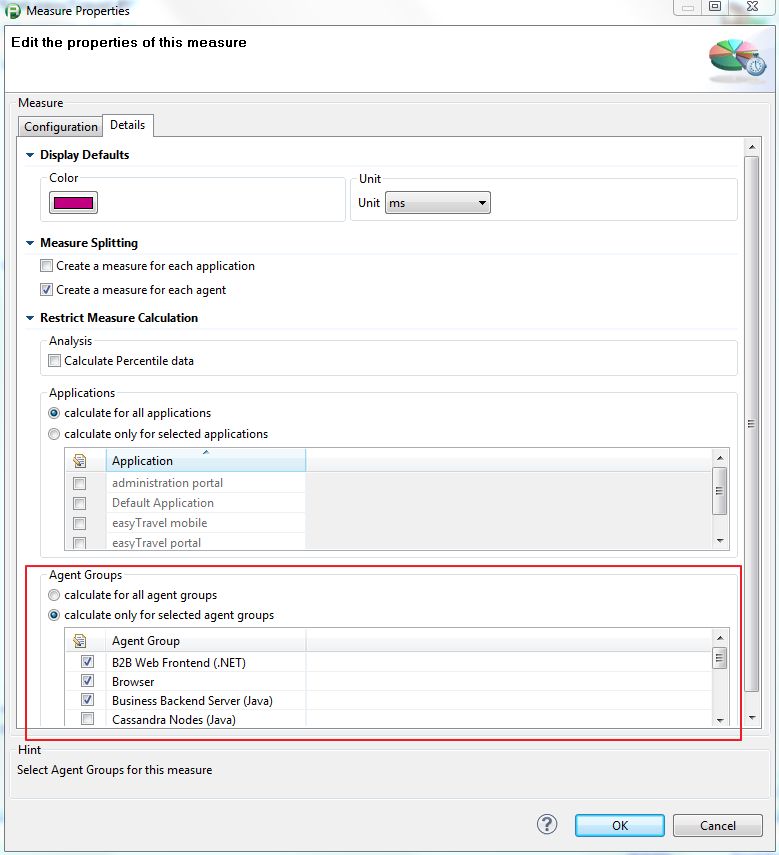 Measure Properties
Edit the properties of this measure
Measure
Configuration
Details
Display Defaults
Color
Unit
Unit ms
Measure Splitting
Create a measure for each application
Create a measure for each agent
Restrict Measure Calculation
Analysis
Calculate Percentile data
Applications
calculate for all applications
calculate only for selected applications
Application
administration portal
Default Application
easyTravel mobile
easyTravel portal
Agent Groups
calculate for all agent groups
calculate only for selected agent groups
Agent Group
B2B Web Frontend (.NET)
Browser
Business Backend Server (Java)
Cassandra Nodes (Java)
Hint
Select Agent Groups for this measure
? OK Cancel